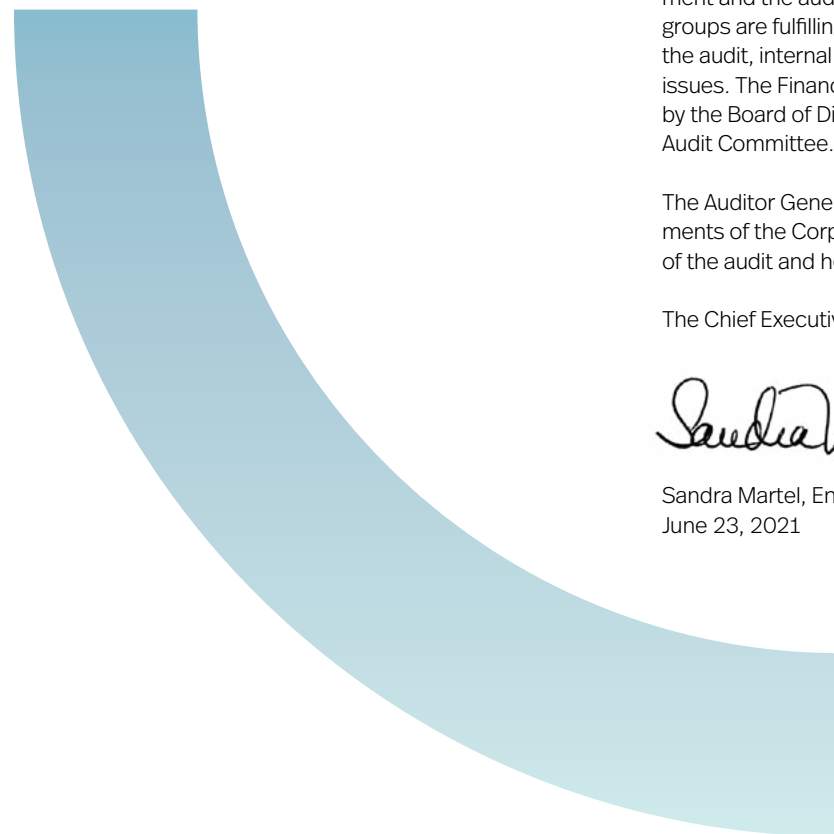 ment and the aud
groups are fulfillin
the audit, internal
issues. The Financ
by the Board of Di
Audit Committee.
The Auditor Gene
ments of the Corp
of the audit and h
The Chief Executiv
Sandra
Sandra Martel, En
June 23, 2021